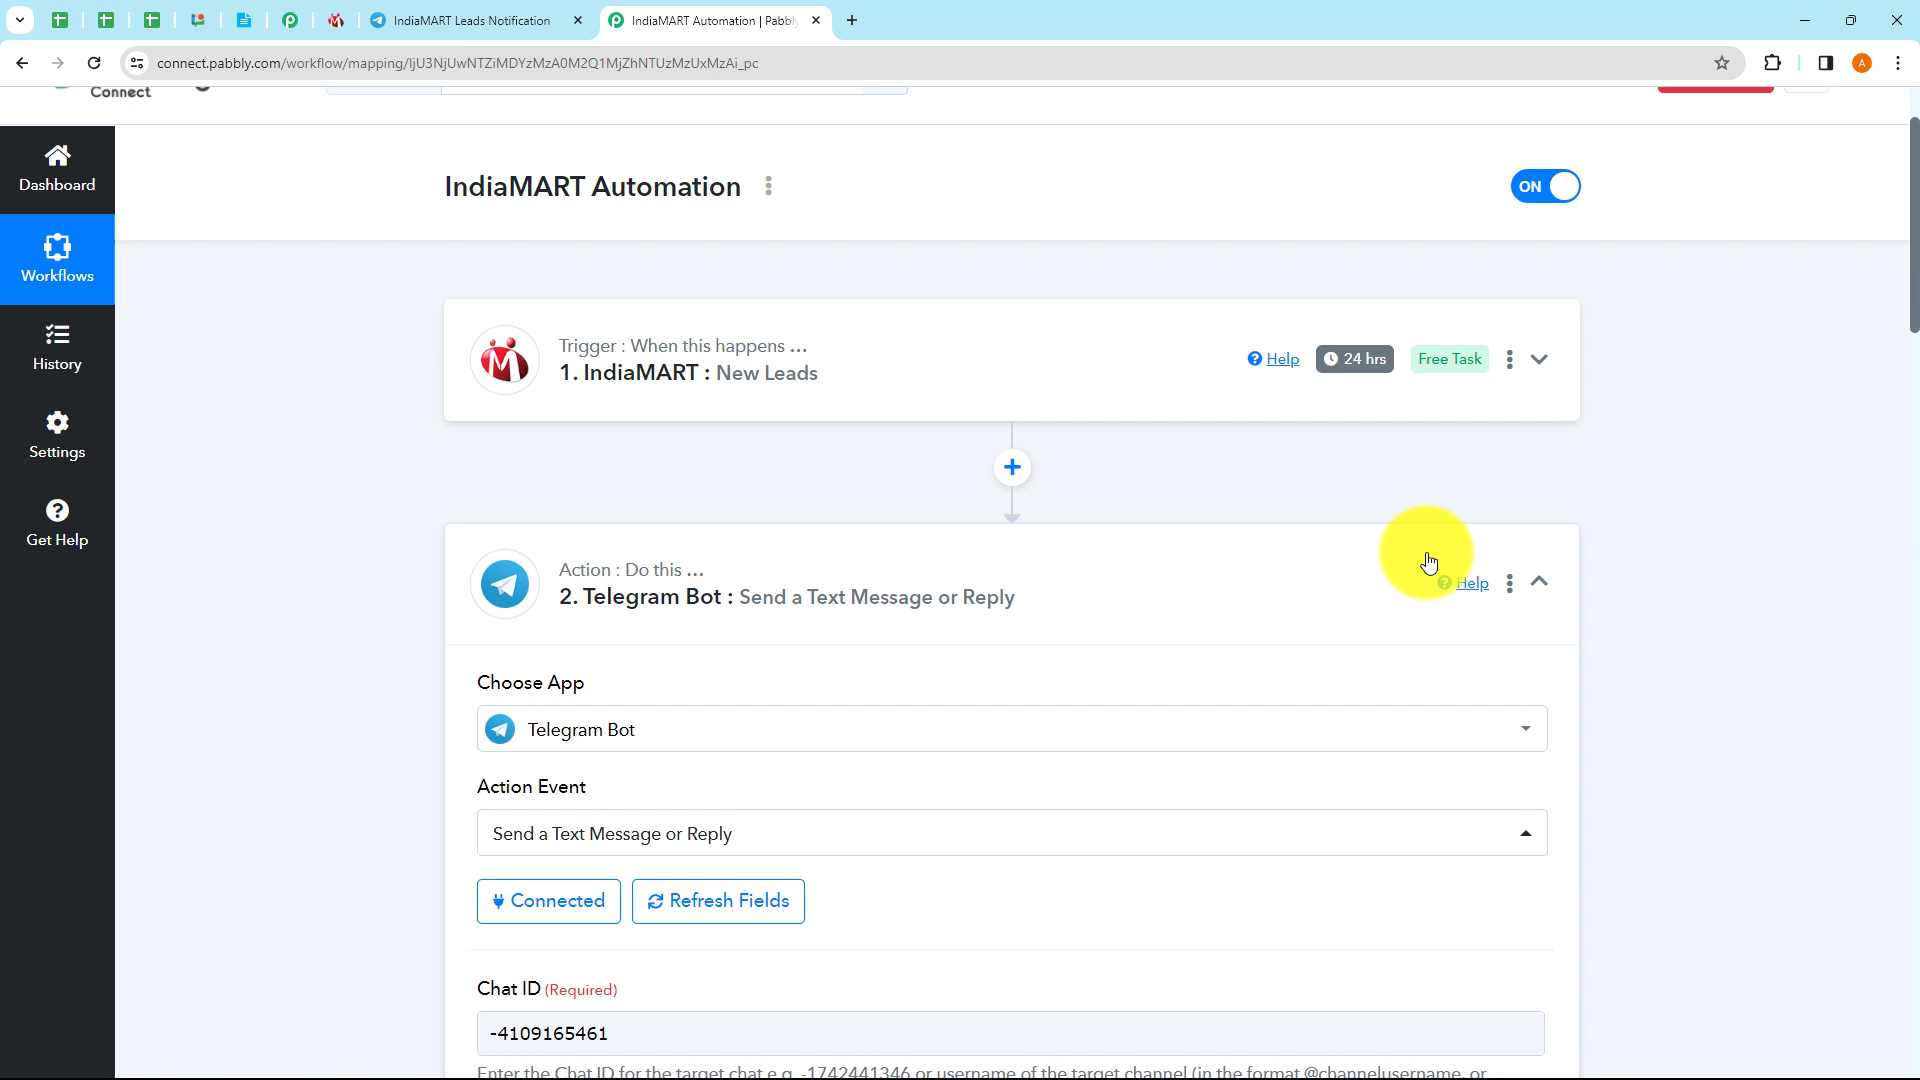 IndiaMART Leads Notification
IndiaMART Automation | Pabbl
connect.pabbly.com/workflow/mapping/IjU3NjUwNTZiMDYzMzA0M2Q1MjZhNTUzMzUxMzAi_pc
A
Connect
Dashboard
Workflows
History
Settings
Get Help
IndiaMART Automation
ON
Trigger : When this happens ...
1. IndiaMART : New Leads
Help
24 hrs
Free Task
Action : Do this ...
2. Telegram Bot : Send a Text Message or Reply
Help
Choose App
Telegram Bot
Action Event
Send a Text Message or Reply
Connected
Refresh Fields
Chat ID (Required)
-4109165461
Enter the Chat ID for the target chat e.g. -1742441346 or username of the target channel (in the format @channelusername, or